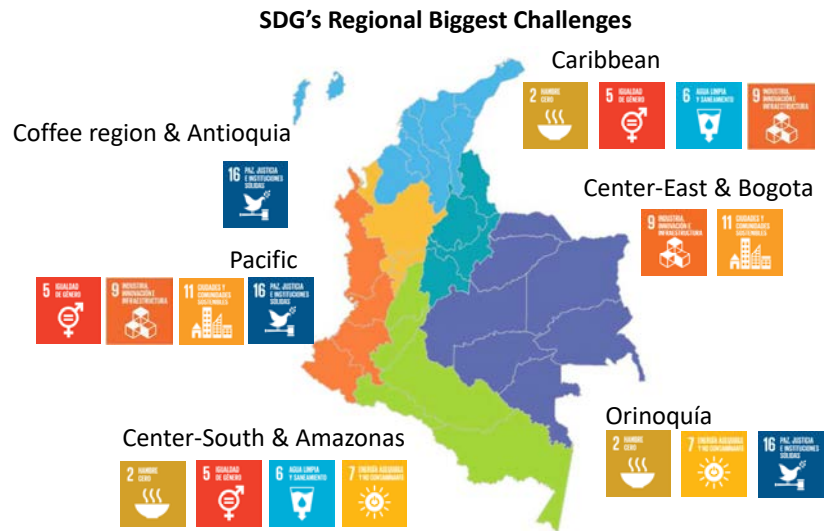 SDG's Regional Biggest Challenges
Caribbean
2 HAMBRE
CERO
5 IGUALDAD
DE GÉNERO
6 AGUA LIMPIA
Y SANEAMIENTO
9 INDUSTRIA,
INNOVACIÓN E
INFRAESTRUCTURA
Coffee region & Antioquia
16 PAZ, JUSTICIA
E INSTITUCIONES
SÓLIDAS
Center-East & Bogota
9 INDUSTRIA,
INNOVACIÓN E
INFRAESTRUCTURA
11 CIUDADES Y
COMUNIDADES
SOSTENIBLES
Pacific
5 IGUALDAD
DE GÉNERO
9 INDUSTRIA,
INNOVACIÓN E
INFRAESTRUCTURA
11 CIUDADES Y
COMUNIDADES
SOSTENIBLES
16 PAZ, JUSTICIA
E INSTITUCIONES
SÓLIDAS
Orinoquía
2 HAMBRE
CERO
7 ENERGÍA ASEQUIBLE
Y NO CONTAMINANTE
16 PAZ, JUSTICIA
E INSTITUCIONES
SÓLIDAS
Center-South & Amazonas
2 HAMBRE
CERO
5 IGUALDAD
DE GÉNERO
6 AGUA LIMPIA
Y SANEAMIENTO
7 ENERGÍA ASEQUIBLE
Y NO CONTAMINANTE